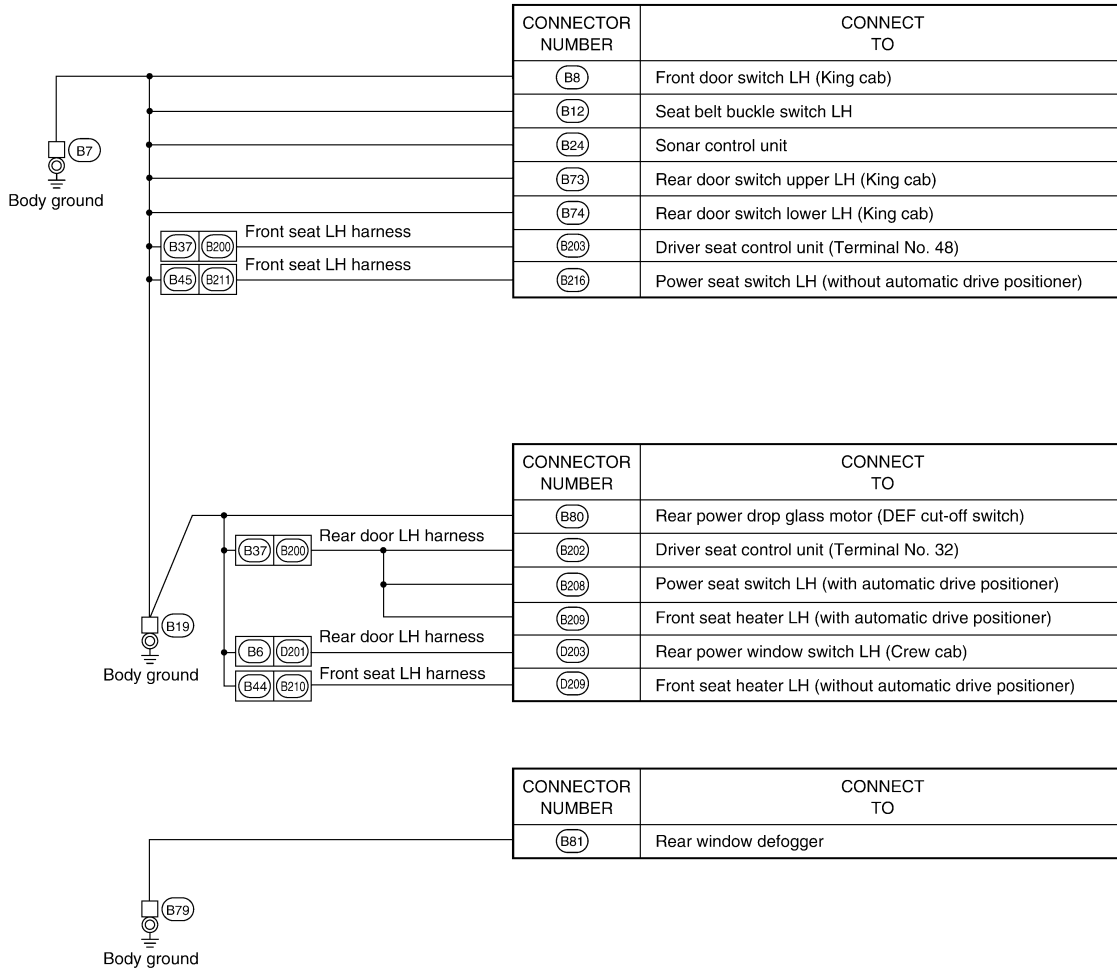 CONNECTOR NUMBER CONNECT TO
B8 Front door switch LH (King cab)
B12 Seat belt buckle switch LH
B24 Sonar control unit
B7
B73 Rear door switch upper LH (King cab)
Body ground
B74 Rear door switch lower LH (King cab)
Front seat LH harness
B37 B200 B203 Driver seat control unit (Terminal No. 48)
Front seat LH harness
B45 B211 B216 Power seat switch LH (without automatic drive positioner)
CONNECTOR NUMBER CONNECT TO
B80 Rear power drop glass motor (DEF cut-off switch)
Rear door LH harness
B37 B200 B202 Driver seat control unit (Terminal No. 32)
B208 Power seat switch LH (with automatic drive positioner)
B209 Front seat heater LH (with automatic drive positioner)
B19
Rear door LH harness
B6 D201 D203 Rear power window switch LH (Crew cab)
Body ground
Front seat LH harness
B44 B210 D209 Front seat heater LH (without automatic drive positioner)
CONNECTOR NUMBER CONNECT TO
B81 Rear window defogger
B79
Body ground